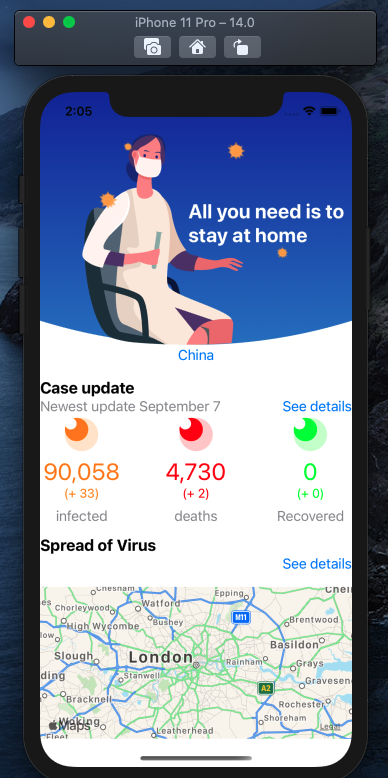 iPhone 11 Pro – 14.0
2:05
All you need is to
stay at home
China
Case update
Newest update September 7
See details
90,058
4,730
0
(+ 33)
(+ 2)
(+ 0)
infected
deaths
Recovered
Spread of Virus
See details
Chesham
Epping
Watford
Chorleywood
M11
Brentwood
High Wycombe
Bushey
Basildon
Slough
London
Rainham
Grays
Stanwell
Gravesend
A2
Bracknell
Rochester
Shoreham
Woking
Maps
Legal
Leatherhead